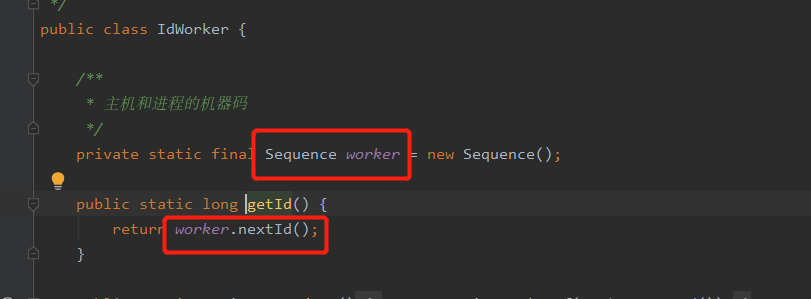 */
public class IdWorker {
/**
* 主机和进程的机器码
*/
private static final Sequence worker = new Sequence();
public static long getId() {
return worker.nextId();
}